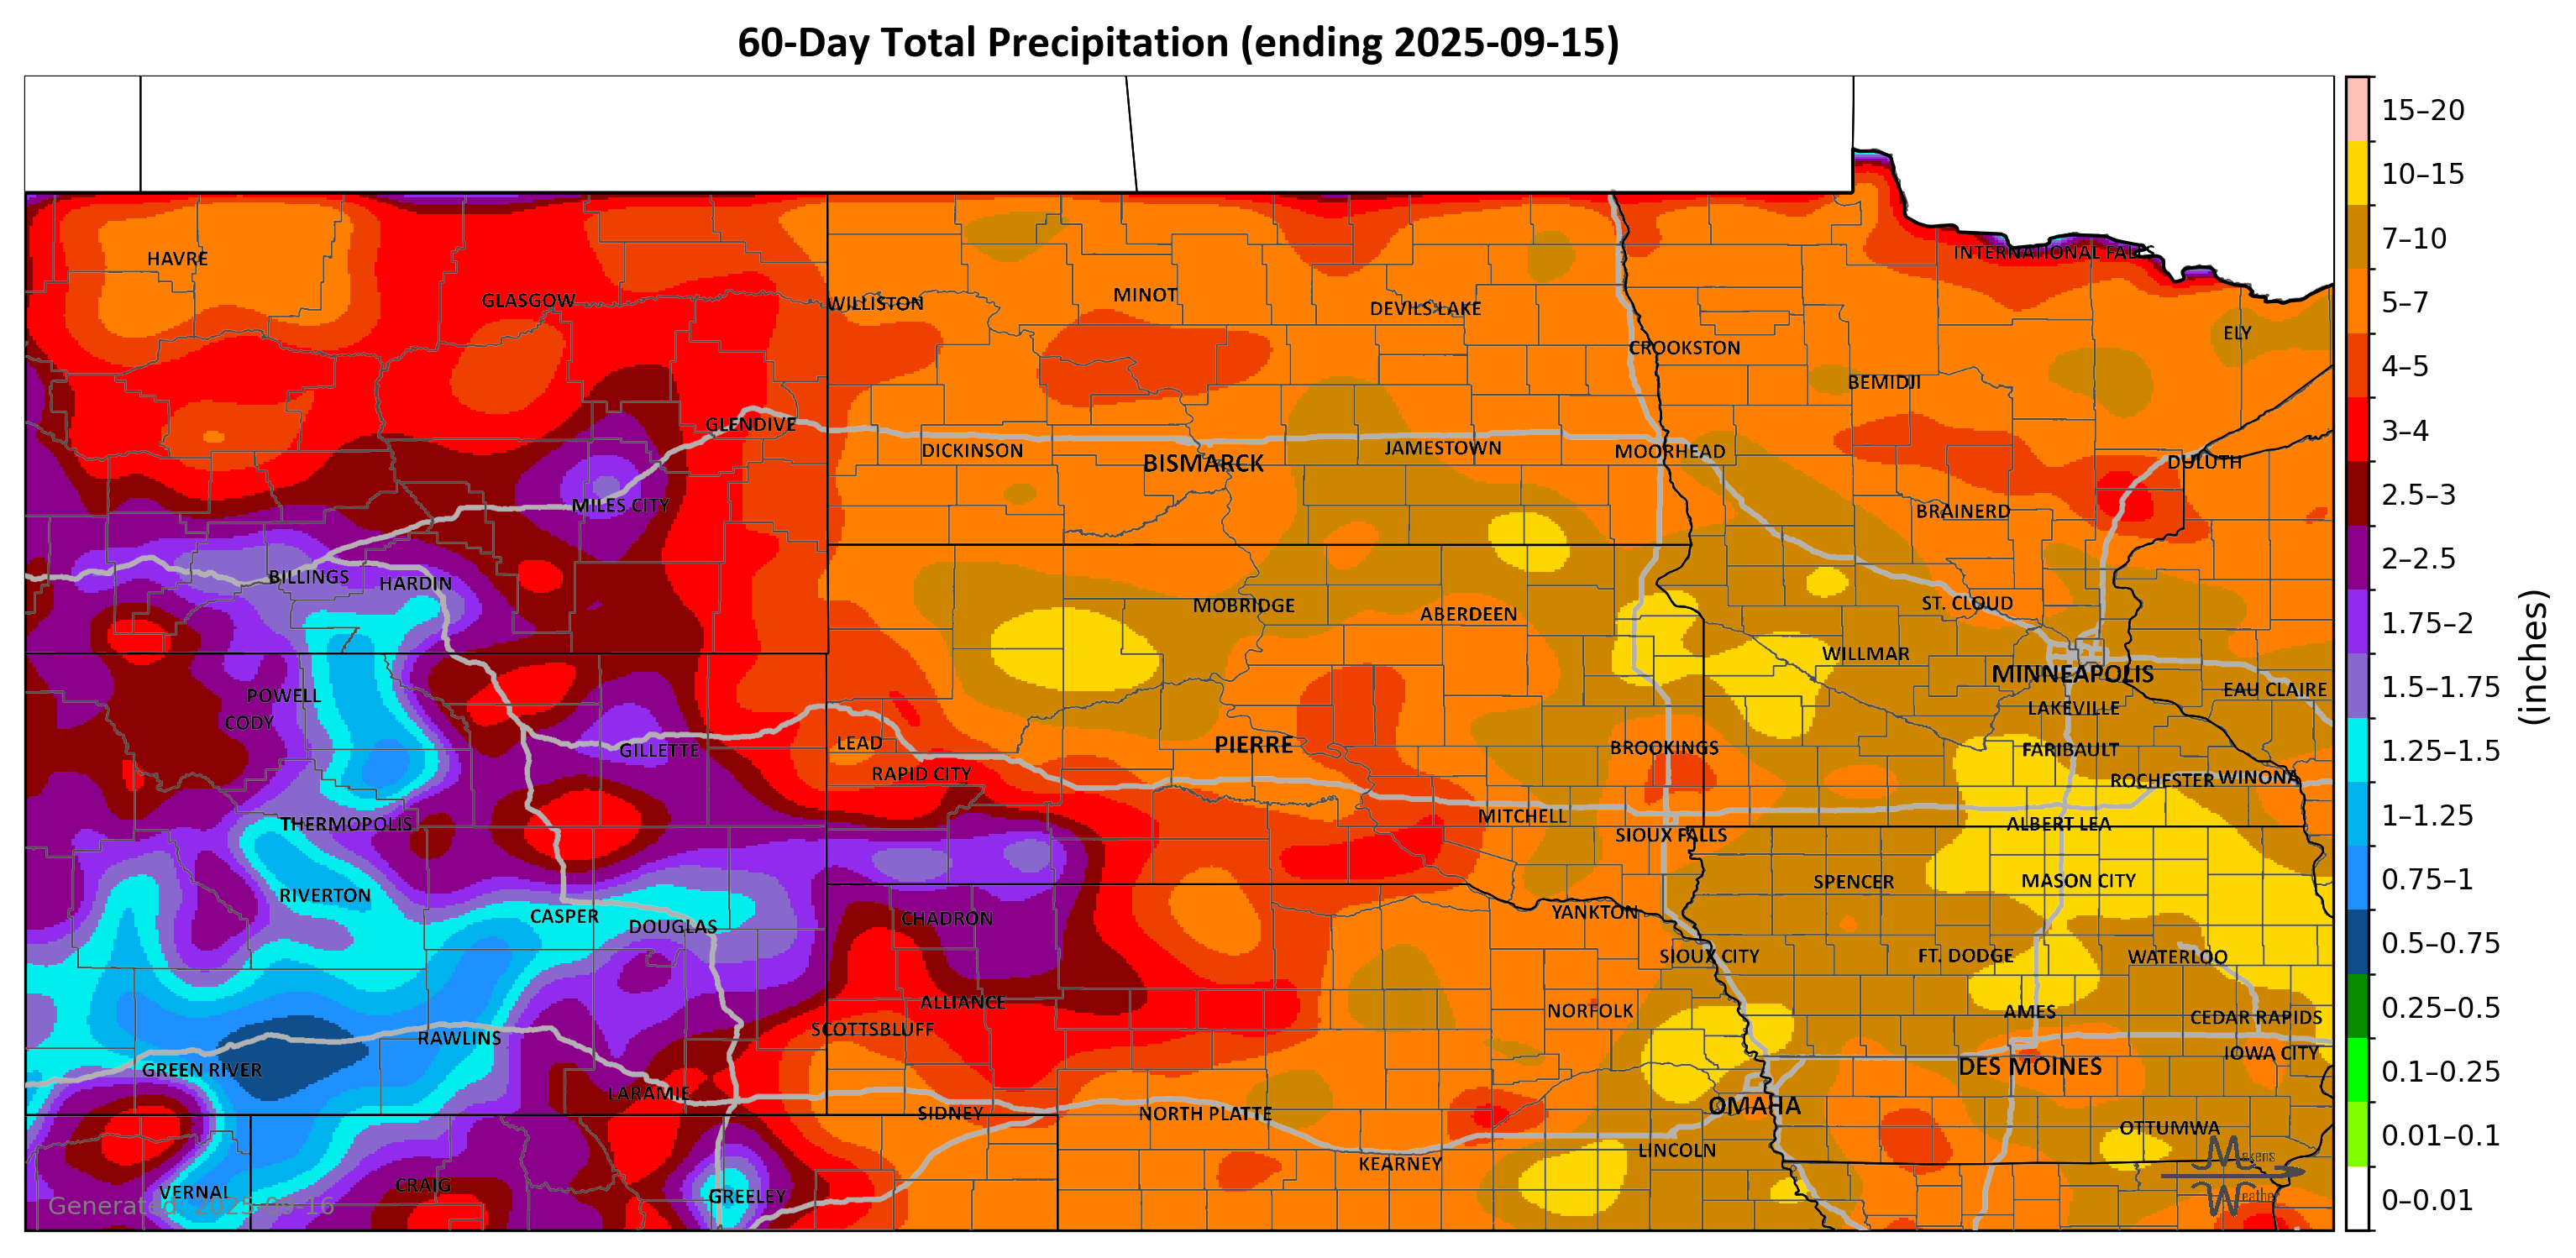 60-Day Total Precipitation (ending 2025-09-15)
15–20
10–15
7–10
5–7
4–5
3–4
2.5–3
2–2.5
1.75–2
1.5–1.75
1.25–1.5
1–1.25
0.75–1
0.5–0.75
0.25–0.5
0.1–0.25
0.01–0.1
0–0.01
(inches)
INTERNATIONAL FALLS
HAVRE
GLASGOW
WILLISTON
MINOT
DEVILS LAKE
ELY
CROOKSTON
BEMIDJI
GLENDIVE
DICKINSON
BISMARCK
JAMESTOWN
MOORHEAD
DULUTH
MILES CITY
BRAINERD
BILLINGS
HARDIN
MOBRIDGE
ABERDEEN
ST. CLOUD
WILLMAR
MINNEAPOLIS
EAU CLAIRE
POWELL
CODY
LAKEVILLE
GILLETTE
LEAD
RAPID CITY
PIERRE
BROOKINGS
FARIBAULT
ROCHESTER
WINONA
THERMOPOLIS
MITCHELL
SIOUX FALLS
ALBERT LEA
RIVERTON
SPENCER
MASON CITY
CASPER
DOUGLAS
CHADRON
YANKTON
SIOUX CITY
FT. DODGE
WATERLOO
ALLIANCE
NORFOLK
AMES
CEDAR RAPIDS
SCOTTSBLUFF
RAWLINS
IOWA CITY
GREEN RIVER
DES MOINES
LARAMIE
SIDNEY
NORTH PLATTE
OMAHA
OTTUMWA
LINCOLN
KEARNEY
VERNAL
CRAIG
GREELEY
Makens
Weather
Generated: 2025-09-16